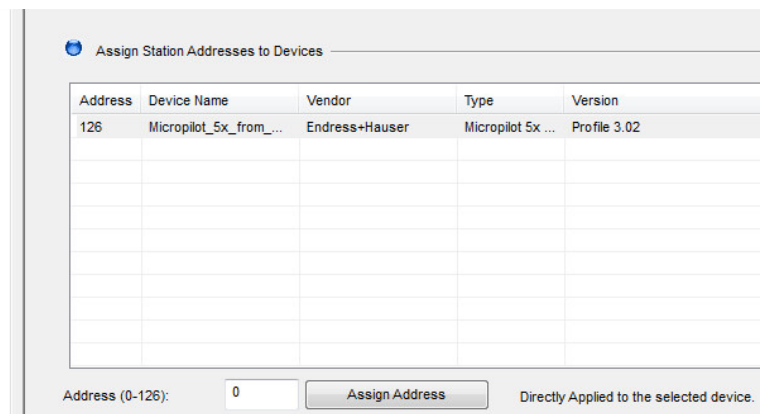 Assign Station Addresses to Devices
Address Device Name Vendor Type Version
126 Micropilot_5x_from_... Endress+Hauser Micropilot 5x ... Profile 3.02
Address (0-126): 0 Assign Address Directly Applied to the selected device.